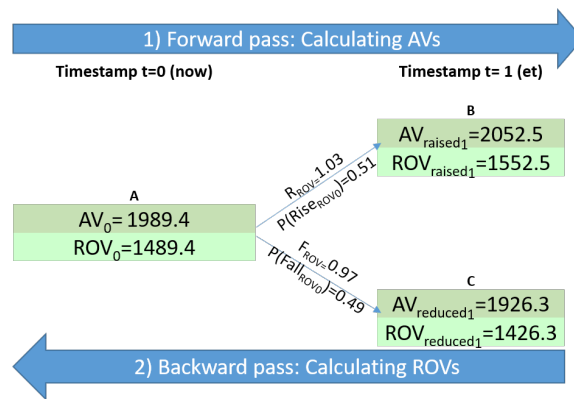 1) Forward pass: Calculating AVs
Timestamp t=0 (now)
Timestamp t= 1 (et)
B
AVraised1=2052.5
ROVraised1=1552.5
RROV=1.03
P(RiseROV0)=0.51
A
AV0= 1989.4
ROV0=1489.4
FROV=0.97
P(FallROV0)=0.49
C
AVreduced1=1926.3
ROVreduced1=1426.3
2) Backward pass: Calculating ROVs